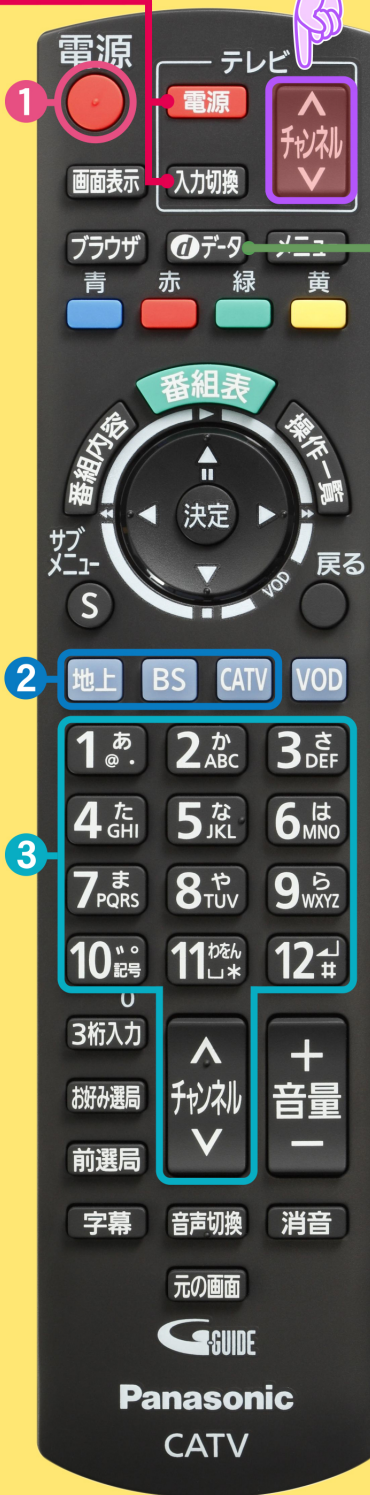 電源
テレビ
1
電源
チャンネル
画面表示
入力切換
ブラウザ
dデータ
メニュー
青 赤 緑 黄
番組表
番組内容
操作一覧
決定
サブ
メニュー
戻る
S
VOD
2
地上 BS CATV VOD
1 あ @.
2 か ABC
3 さ DEF
4 た GHI
5 な JKL
6 は MNO
3
7 ま PQRS
8 や TUV
9 ら WXYZ
10 ゛゜ 記号
11 わをん ␣*
12 #
0
3桁入力
チャンネル
+
音量
−
お好み選局
前選局
字幕
音声切換
消音
元の画面
G-GUIDE
Panasonic
CATV